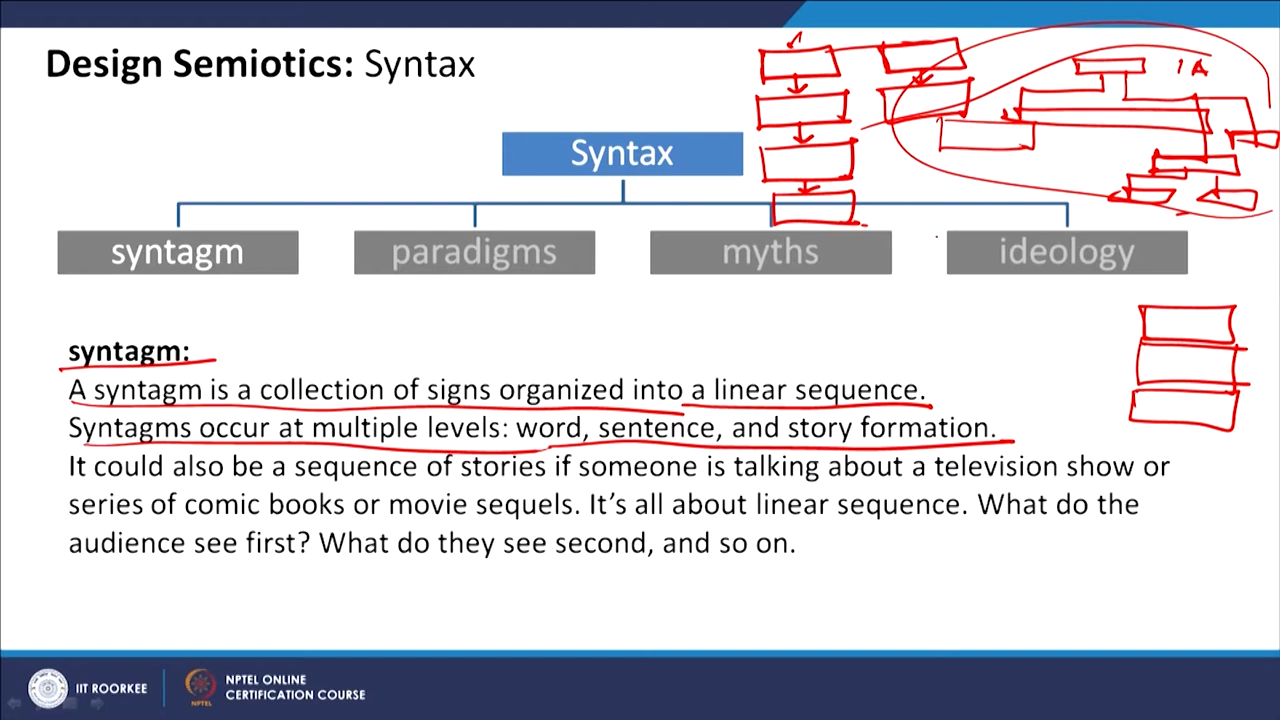 Design Semiotics: Syntax
1A
Syntax
syntagm
paradigms
myths
ideology
syntagm:
A syntagm is a collection of signs organized into a linear sequence.
Syntagms occur at multiple levels: word, sentence, and story formation.
It could also be a sequence of stories if someone is talking about a television show or
series of comic books or movie sequels. It’s all about linear sequence. What do the
audience see first? What do they see second, and so on.
IIT ROORKEE
NPTEL ONLINE
CERTIFICATION COURSE
NPTEL